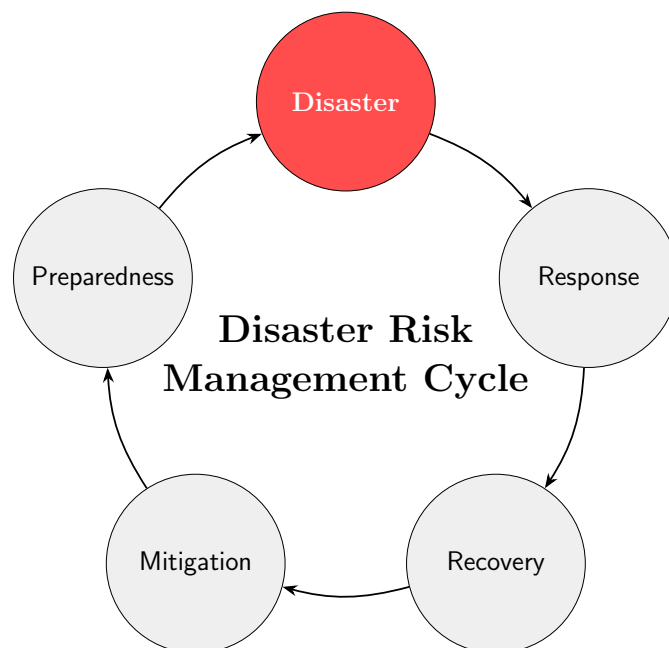 Disaster
Preparedness
Response
Disaster Risk
Management Cycle
Mitigation
Recovery